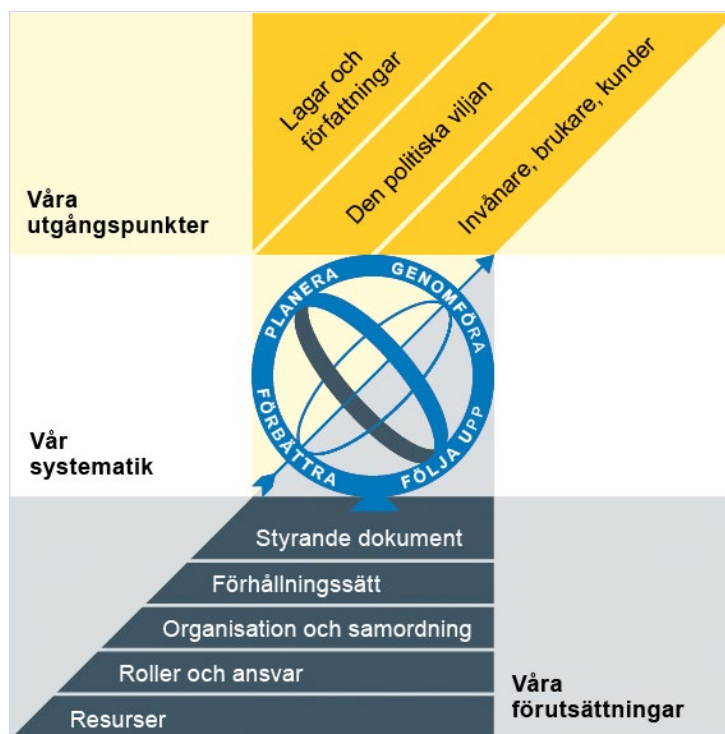 Lagar och
författningar
Den politiska viljan
Invånare, brukare, kunder
Våra
utgångspunkter
PLANERA
GENOMFÖRA
FÖLJA UPP
FÖRBÄTTRA
Vår
systematik
Styrande dokument
Förhållningssätt
Organisation och samordning
Roller och ansvar
Resurser
Våra
förutsättningar